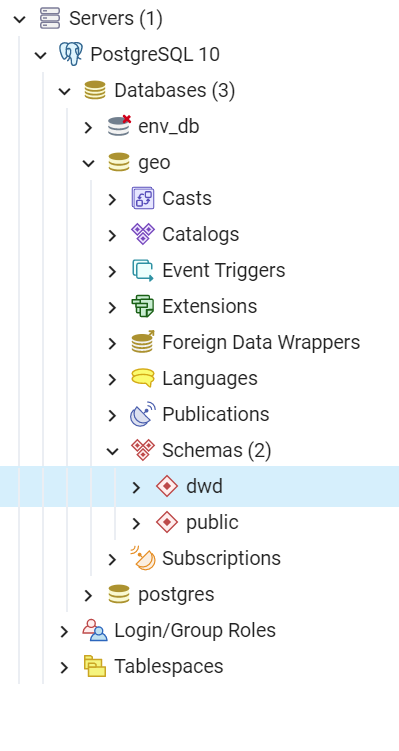 Servers (1)
PostgreSQL 10
Databases (3)
env_db
geo
Casts
Catalogs
Event Triggers
Extensions
Foreign Data Wrappers
Languages
Publications
Schemas (2)
dwd
public
Subscriptions
postgres
Login/Group Roles
Tablespaces